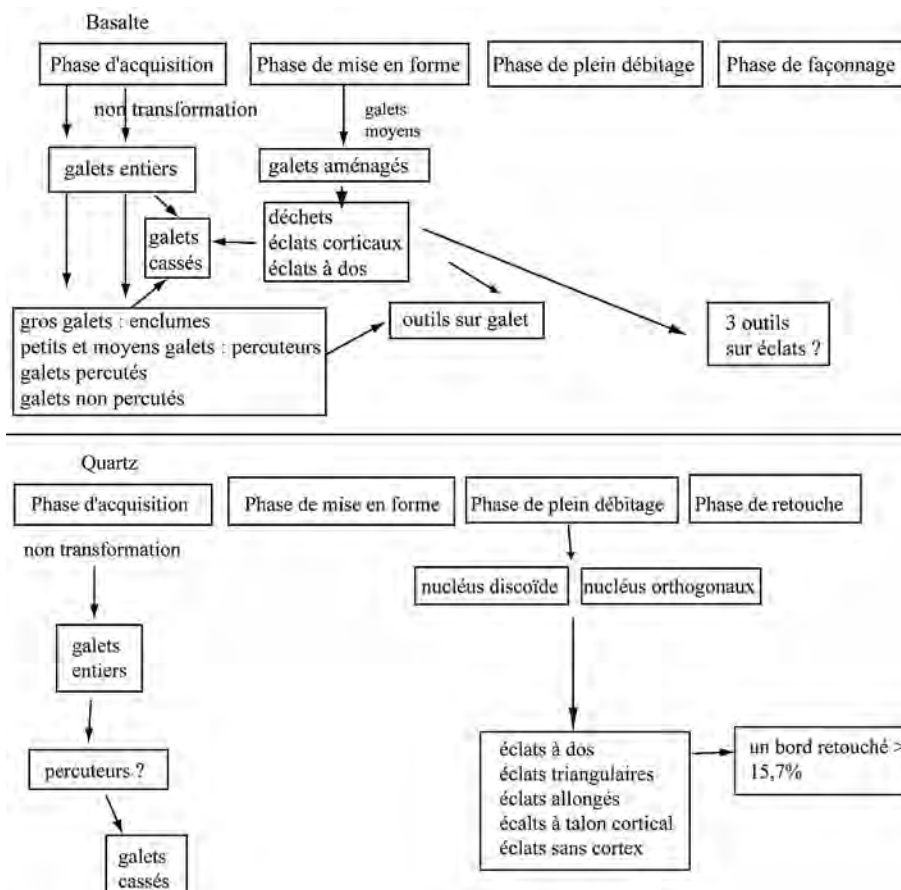 Basalte
Phase d'acquisition
Phase de mise en forme
Phase de plein débitage
Phase de façonnage
non transformation
galets
moyens
galets entiers
galets aménagés
galets
cassés
déchets
éclats corticaux
éclats à dos
gros galets : enclumes
petits et moyens galets : percuteurs
galets percutés
galets non percutés
outils sur galet
3 outils
sur éclats ?
Quartz
Phase d'acquisition
Phase de mise en forme
Phase de plein débitage
Phase de retouche
non transformation
nucléus discoïde
nucléus orthogonaux
galets
entiers
percuteurs ?
galets
cassés
éclats à dos
éclats triangulaires
éclats allongés
écalts à talon cortical
éclats sans cortex
un bord retouché >
15,7%